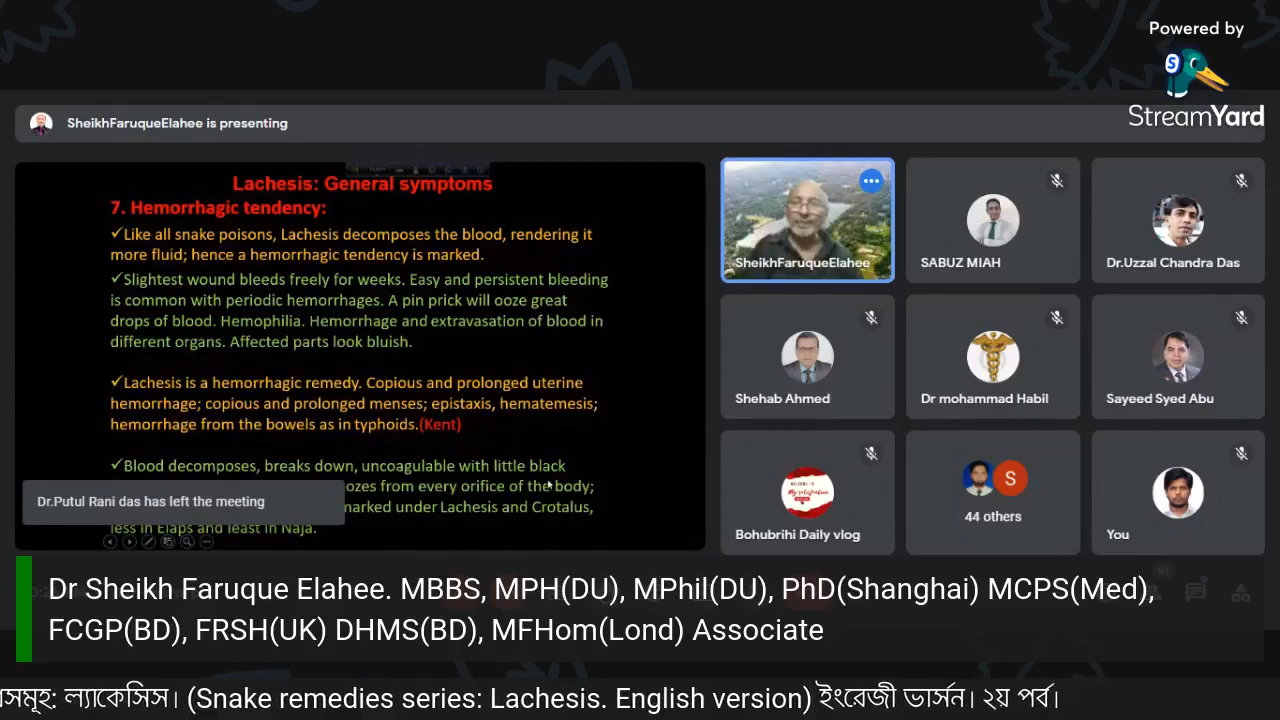 Powered by
StreamYard
SheikhFaruqueElahee is presenting
Lachesis: General symptoms
7. Hemorrhagic tendency:
✓Like all snake poisons, Lachesis decomposes the blood, rendering it
more fluid; hence a hemorrhagic tendency is marked.
✓Slightest wound bleeds freely for weeks. Easy and persistent bleeding
is common with periodic hemorrhages. A pin prick will ooze great
drops of blood. Hemophilia. Hemorrhage and extravasation of blood in
different organs. Affected parts look bluish.
✓Lachesis is a hemorrhagic remedy. Copious and prolonged uterine
hemorrhage; copious and prolonged menses; epistaxis, hematemesis;
hemorrhage from the bowels as in typhoids.(Kent)
✓Blood decomposes, breaks down, uncoagulable with little black
ozes from every orifice of the body;
marked under Lachesis and Crotalus,
less in Elaps and least in Naja.
Dr.Putul Rani das has left the meeting
SheikhFaruqueElahee
SABUZ MIAH
Dr.Uzzal Chandra Das
Shehab Ahmed
Dr mohammad Habil
Sayeed Syed Abu
Bohubrihi Daily vlog
S
44 others
You
Dr Sheikh Faruque Elahee. MBBS, MPH(DU), MPhil(DU), PhD(Shanghai) MCPS(Med),
FCGP(BD), FRSH(UK) DHMS(BD), MFHom(Lond) Associate
রসমূহ: ল্যাকেসিস। (Snake remedies series: Lachesis. English version) ইংরেজী ভার্সন। ২য় পর্ব।